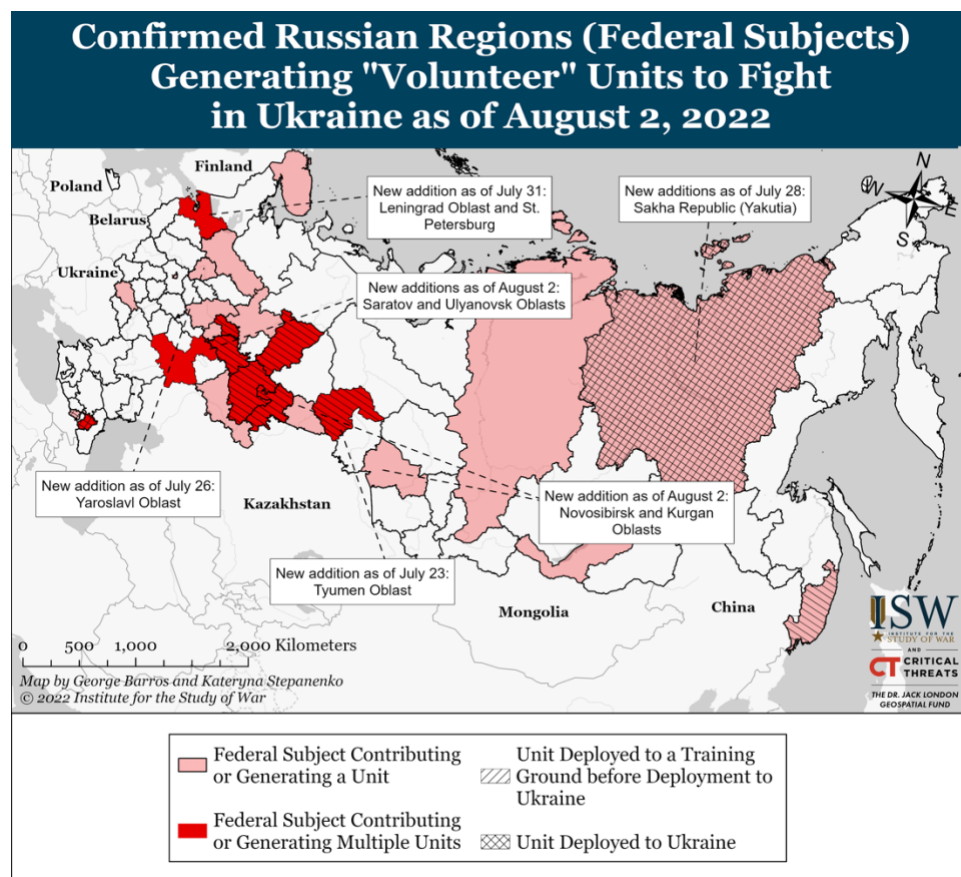 Confirmed Russian Regions (Federal Subjects)
Generating "Volunteer" Units to Fight
in Ukraine as of August 2, 2022
Finland
Poland
Belarus
Ukraine
New addition as of July 31:
Leningrad Oblast and St.
Petersburg
New additions as of July 28:
Sakha Republic (Yakutia)
N
W
E
S
New additions as of August 2:
Saratov and Ulyanovsk Oblasts
New addition as of July 26:
Yaroslavl Oblast
Kazakhstan
New addition as of August 2:
Novosibirsk and Kurgan
Oblasts
New addition as of July 23:
Tyumen Oblast
Mongolia
China
0 500 1,000 2,000 Kilometers
Map by George Barros and Kateryna Stepanenko
© 2022 Institute for the Study of War
ISW
INSTITUTE FOR THE
STUDY OF WAR
AND
CT CRITICAL
THREATS
THE DR. JACK LONDON
GEOSPATIAL FUND
Federal Subject Contributing
or Generating a Unit
Federal Subject Contributing
or Generating Multiple Units
Unit Deployed to a Training
Ground before Deployment to
Ukraine
Unit Deployed to Ukraine